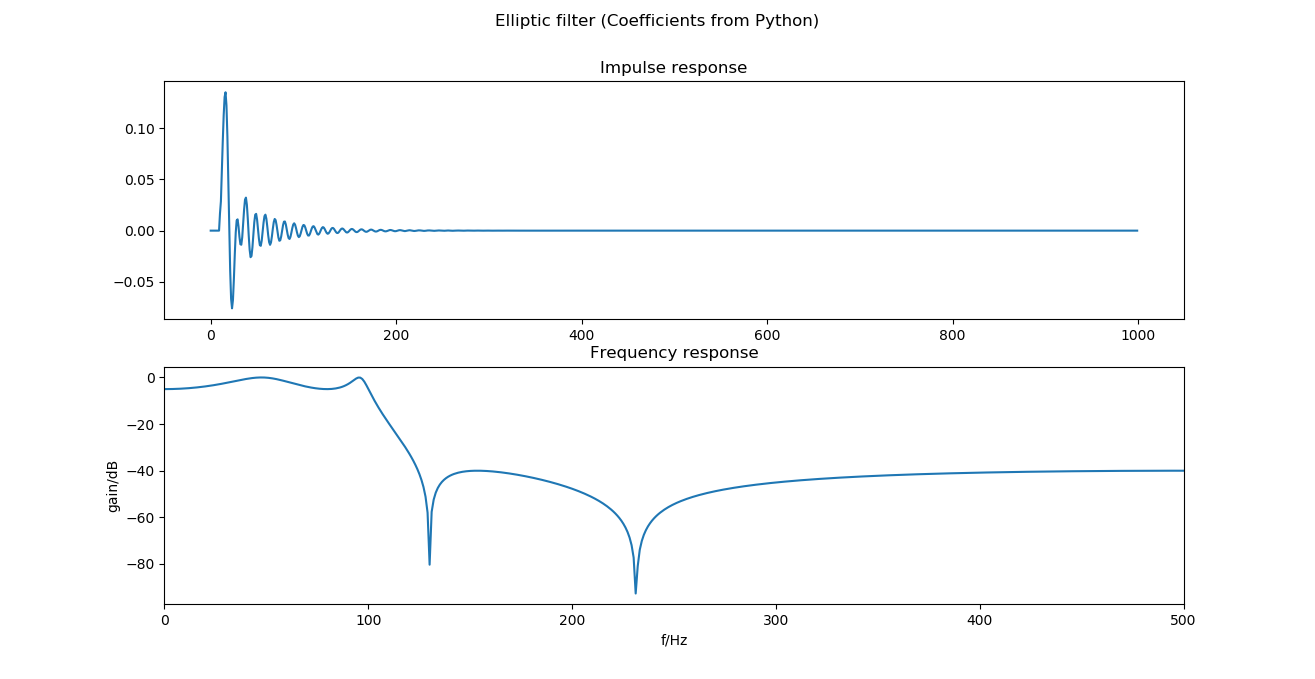 Elliptic filter (Coefficients from Python)
Impulse response
0.10
0.05
0.00
−0.05
0 200 400 600 800 1000
Frequency response
0
−20
−40
−60
−80
gain/dB
0 100 200 300 400 500
f/Hz